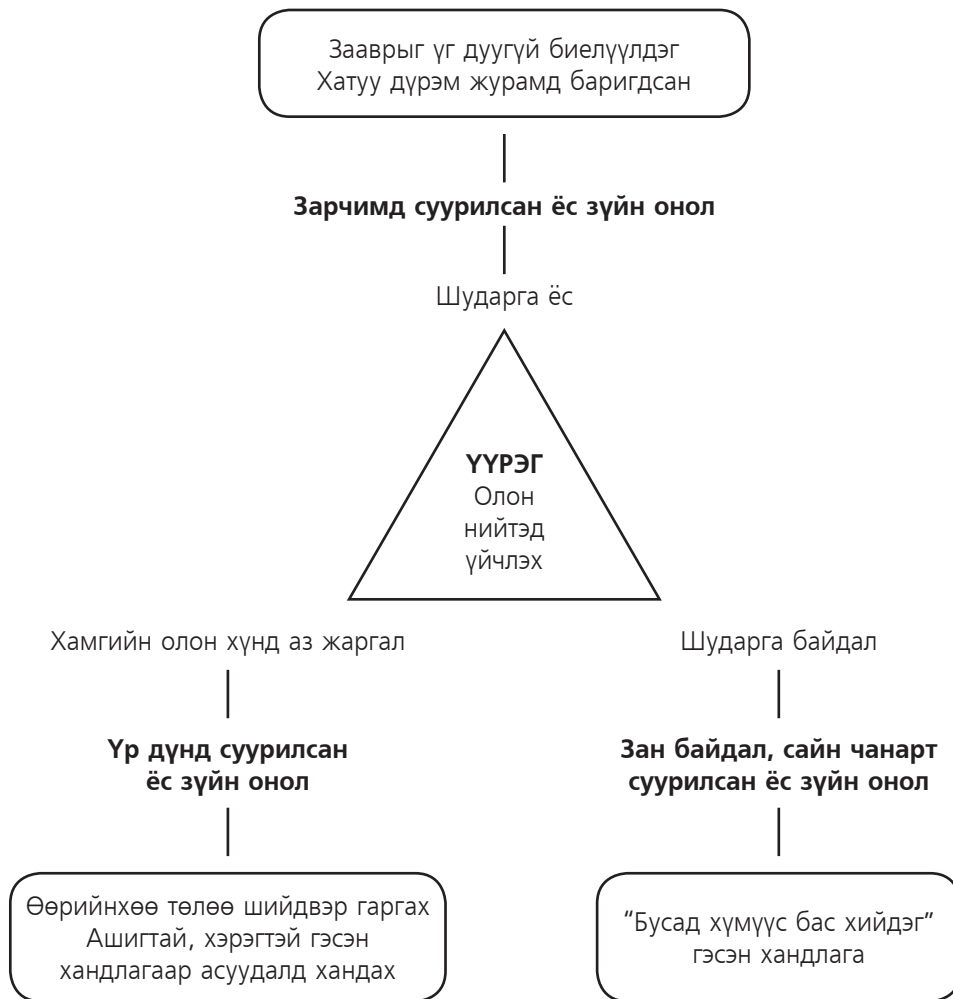 Зааврыг үг дуугүй биелүүлдэг
Хатуу дүрэм журамд баригдсан
Зарчимд суурилсан ёс зүйн онол
Шударга ёс
ҮҮРЭГ
Олон
нийтэд
үйчлэх
Хамгийн олон хүнд аз жаргал
Үр дүнд суурилсан
ёс зүйн онол
Өөрийнхөө төлөө шийдвэр гаргах
Ашигтай, хэрэгтэй гэсэн
хандлагаар асуудалд хандах
Шударга байдал
Зан байдал, сайн чанарт
суурилсан ёс зүйн онол
“Бусад хүмүүс бас хийдэг”
гэсэн хандлага